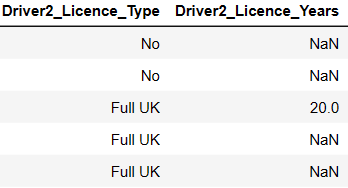 Driver2_Licence_Type Driver2_Licence_Years
No NaN
No NaN
Full UK 20.0
Full UK NaN
Full UK NaN